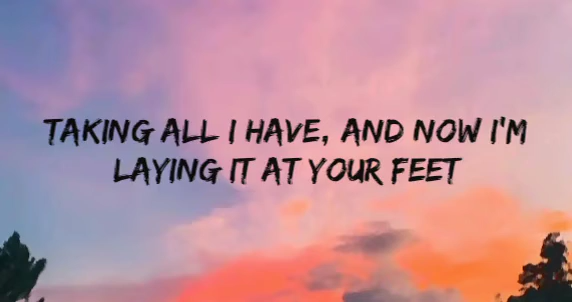 TAKING ALL I HAVE, AND NOW I'M
LAYING IT AT YOUR FEET